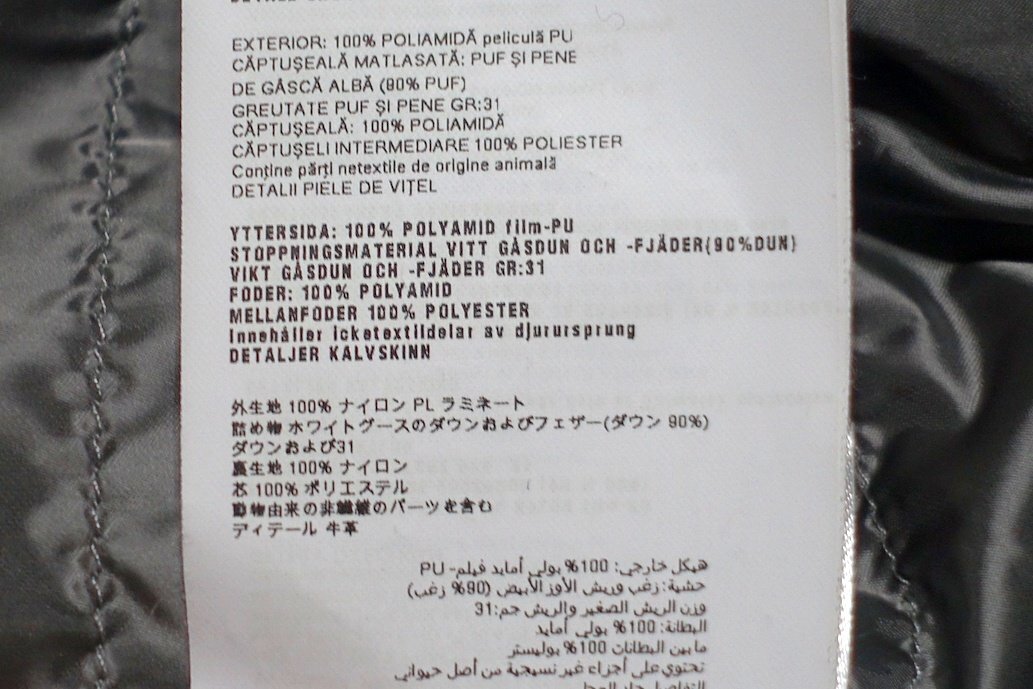 EXTERIOR: 100% POLIAMIDĂ peliculă PU
CĂPTUȘEALĂ MATLASATĂ: PUF ȘI PENE
DE GÂSCĂ ALBĂ (90% PUF)
GREUTATE PUF ȘI PENE GR:31
CĂPTUȘEALĂ: 100% POLIAMIDĂ
CĂPTUȘELI INTERMEDIARE 100% POLIESTER
Conține părți netextile de origine animală
DETALII PIELE DE VIȚEL
YTTERSIDA: 100% POLYAMID film-PU
STOPPNINGSMATERIAL VITT GÅSDUN OCH -FJÄDER(90%DUN)
VIKT GÅSDUN OCH -FJÄDER GR:31
FODER: 100% POLYAMID
MELLANFODER 100% POLYESTER
Innehåller icketextildelar av djurursprung
DETALJER KALVSKINN
外生地 100% ナイロン PL ラミネート
詰め物 ホワイトグースのダウンおよびフェザー(ダウン 90%)
ダウンおよび31
裏生地 100% ナイロン
芯 100% ポリエステル
動物由来の非繊維のパーツを含む
ディテール 牛革
هيكل خارجي: 100% بولي أمايد فيلم- PU
حشية: زغب وريش الأوز الأبيض (90% زغب)
وزن الريش الصغير والريش جم:31
البطانة: 100% بولي أمايد
ما بين البطانات 100% بوليستر
تحتوي على أجزاء غير نسيجية من أصل حيواني